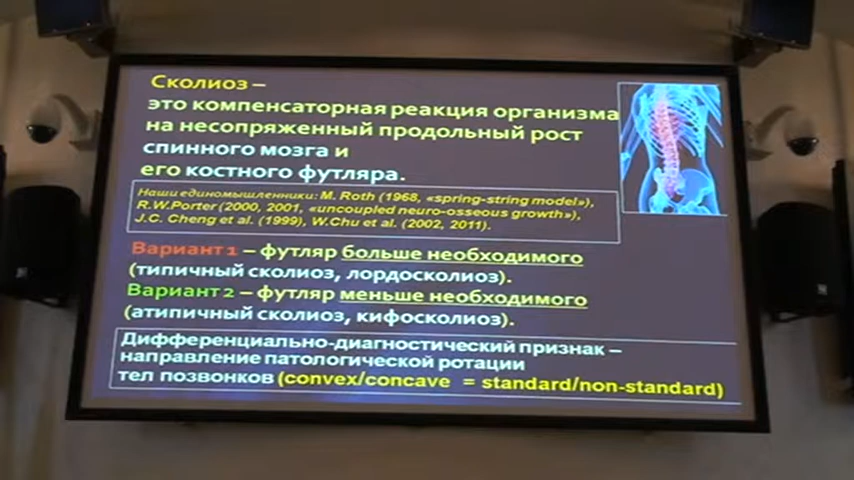 Сколиоз –
это компенсаторная реакция организма
на несопряженный продольный рост
спинного мозга и
его костного футляра.
Наши единомышленники: M. Roth (1968, «spring-string model»),
R.W.Porter (2000, 2001, «uncoupled neuro-osseous growth»),
J.C. Cheng et al. (1999), W.Chu et al. (2002, 2011).
Вариант 1 – футляр больше необходимого
(типичный сколиоз, лордосколиоз).
Вариант 2 – футляр меньше необходимого
(атипичный сколиоз, кифосколиоз).
Дифференциально-диагностический признак –
направление патологической ротации
тел позвонков (convex/concave = standard/non-standard)